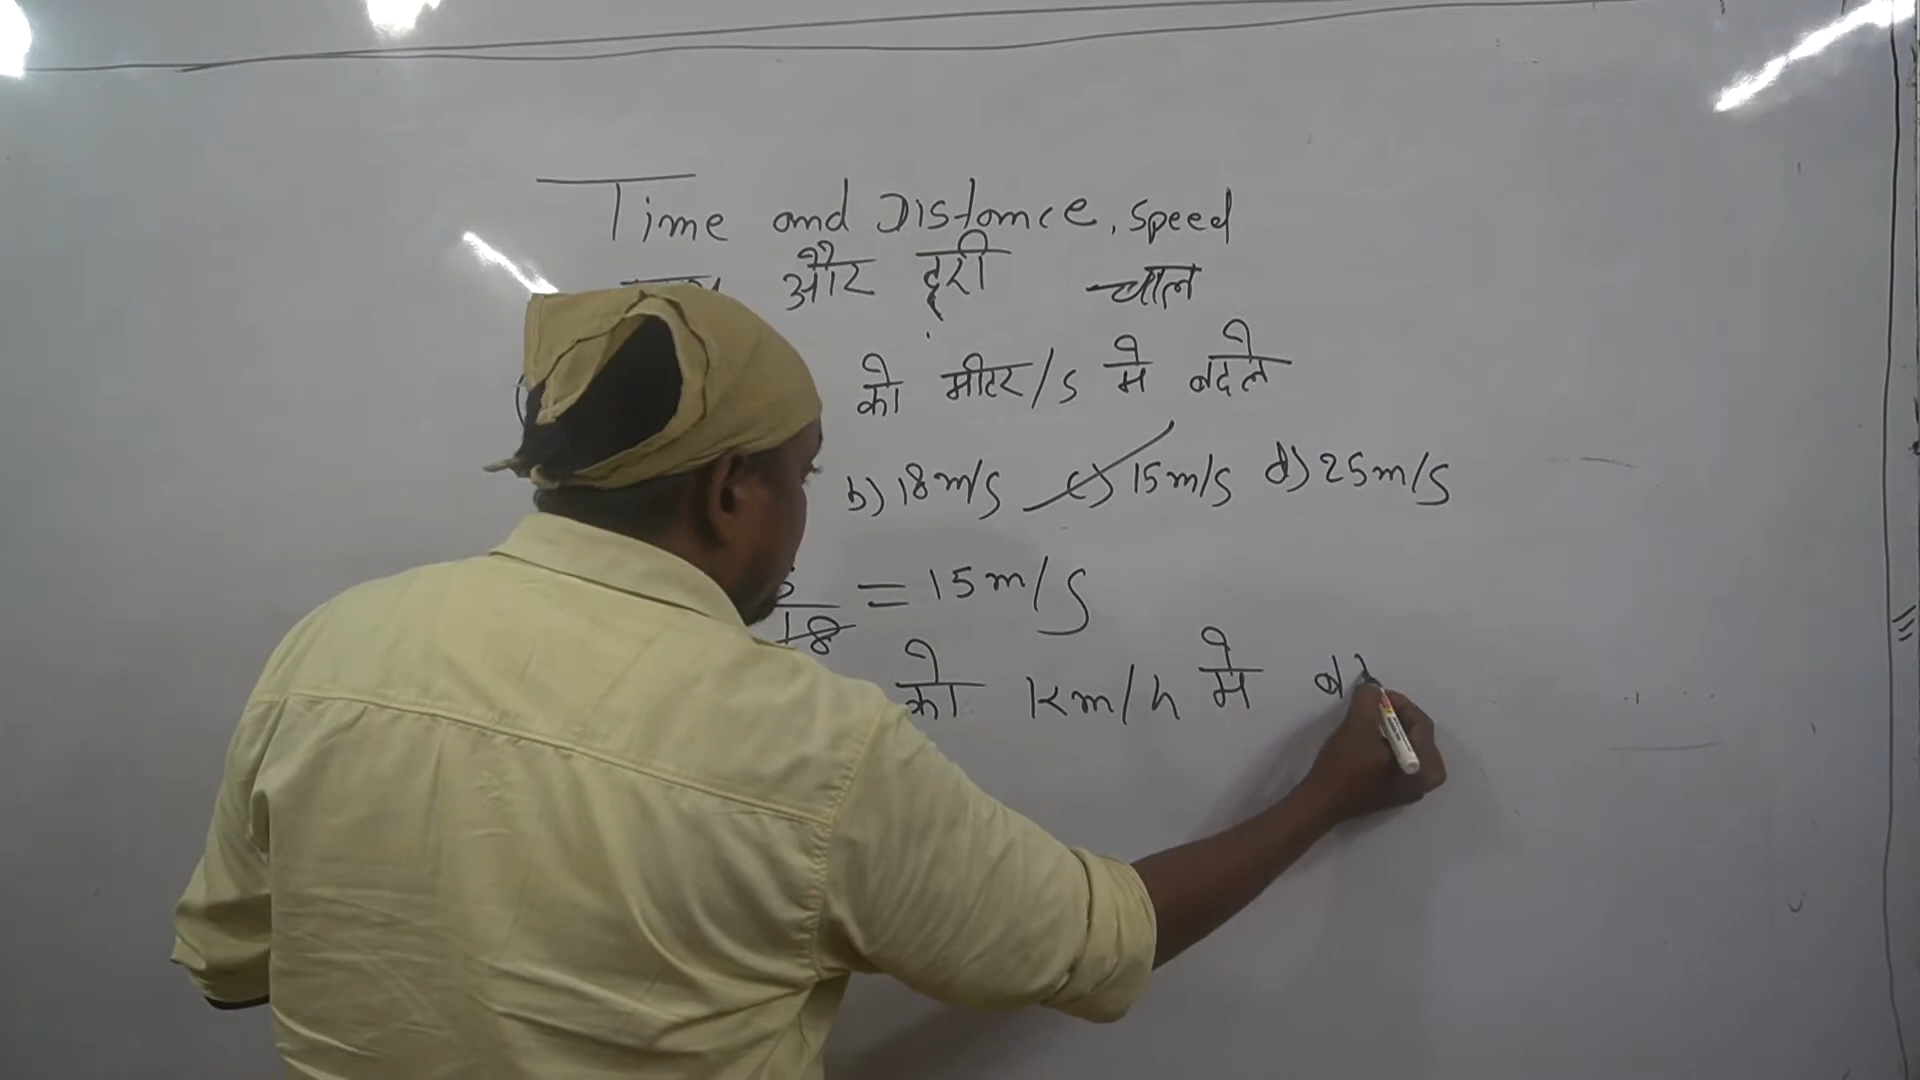 Time and Distance, speed
और दूरी चाल
को मीटर/s मे बदले
b) 18m/s c) 15m/s d) 25m/s
18 = 15m/s
को km/h मे